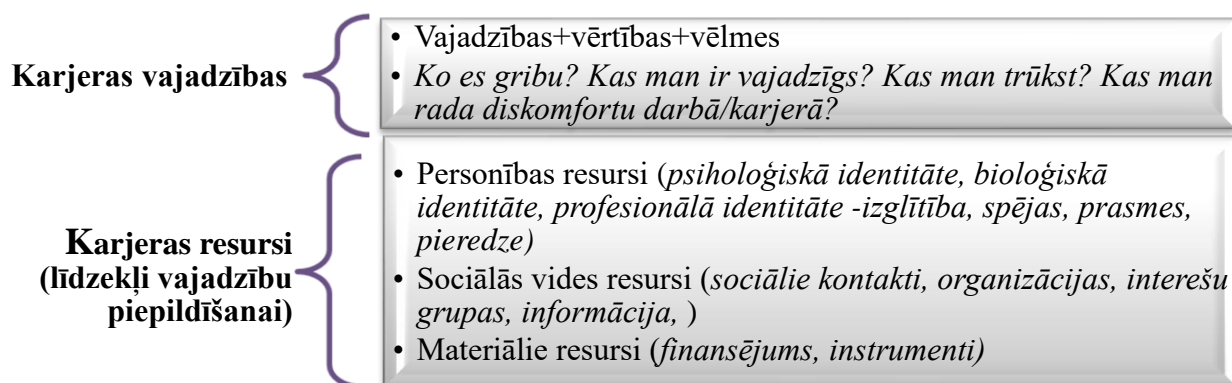 Karjeras vajadzības
• Vajadzības+vērtības+vēlmes
• Ko es gribu? Kas man ir vajadzīgs? Kas man trūkst? Kas man
rada diskomfortu darbā/karjerā?
Karjeras resursi
(līdzekļi vajadzību
piepildīšanai)
• Personības resursi (psiholoģiskā identitāte, bioloģiskā
identitāte, profesionālā identitāte -izglītība, spējas, prasmes,
pieredze)
• Sociālās vides resursi (sociālie kontakti, organizācijas, interešu
grupas, informācija, )
• Materiālie resursi (finansējums, instrumenti)